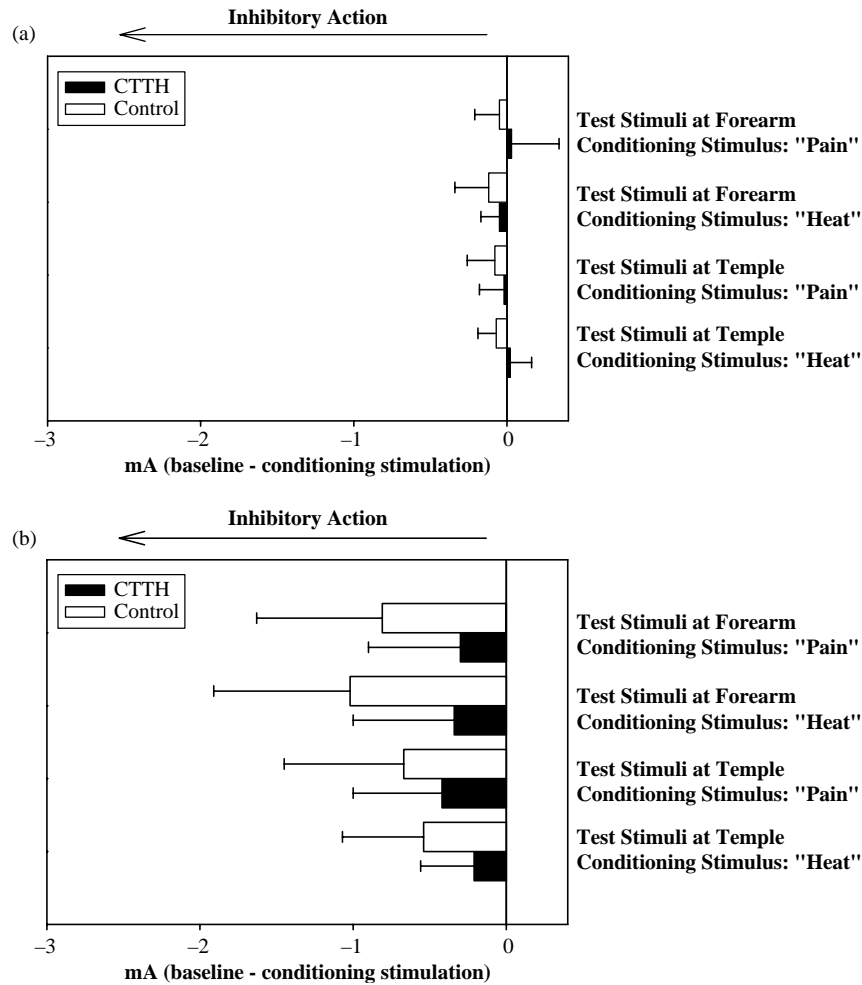 Inhibitory Action
(a)
CTTH
Control
Test Stimuli at Forearm
Conditioning Stimulus: "Pain"
Test Stimuli at Forearm
Conditioning Stimulus: "Heat"
Test Stimuli at Temple
Conditioning Stimulus: "Pain"
Test Stimuli at Temple
Conditioning Stimulus: "Heat"
–3 –2 –1 0
mA (baseline - conditioning stimulation)
Inhibitory Action
(b)
CTTH
Control
Test Stimuli at Forearm
Conditioning Stimulus: "Pain"
Test Stimuli at Forearm
Conditioning Stimulus: "Heat"
Test Stimuli at Temple
Conditioning Stimulus: "Pain"
Test Stimuli at Temple
Conditioning Stimulus: "Heat"
–3 –2 –1 0
mA (baseline - conditioning stimulation)